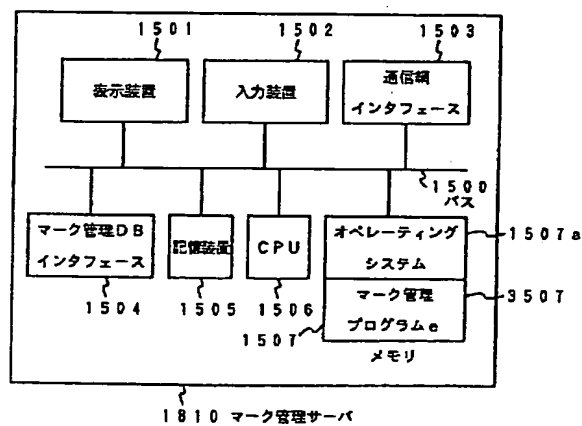 1501
1502
1503
表示装置
入力装置
通信網
インタフェース
1500
バス
マーク管理DB
インタフェース
記憶装置
CPU
オペレーティング
システム
1507a
マーク管理
プログラムe
3507
1504
1505
1506
1507
メモリ
1810 マーク管理サーバ